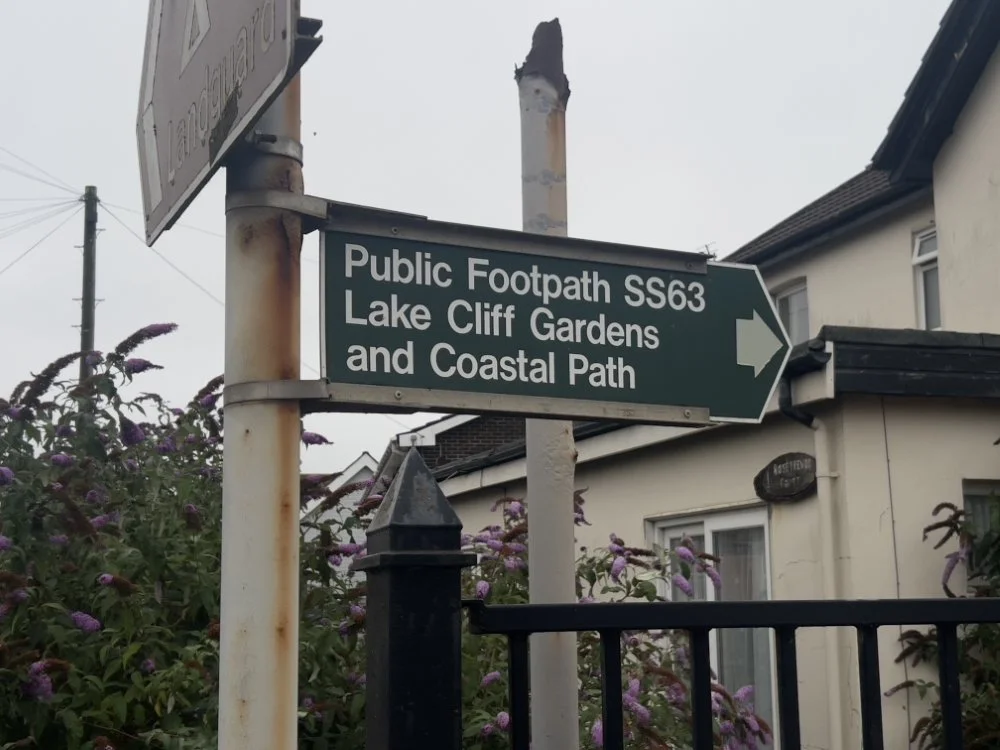 Landguard
Public Footpath SS63
Lake Cliff Gardens
and Coastal Path